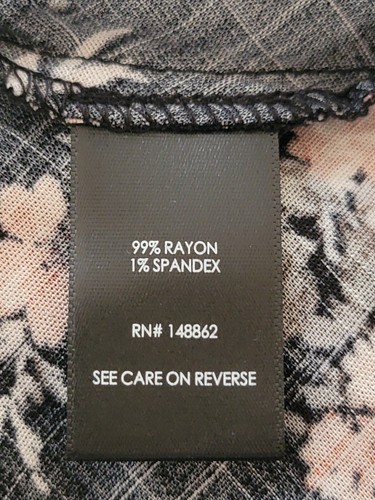 99% RAYON
1% SPANDEX
RN# 148862
SEE CARE ON REVERSE